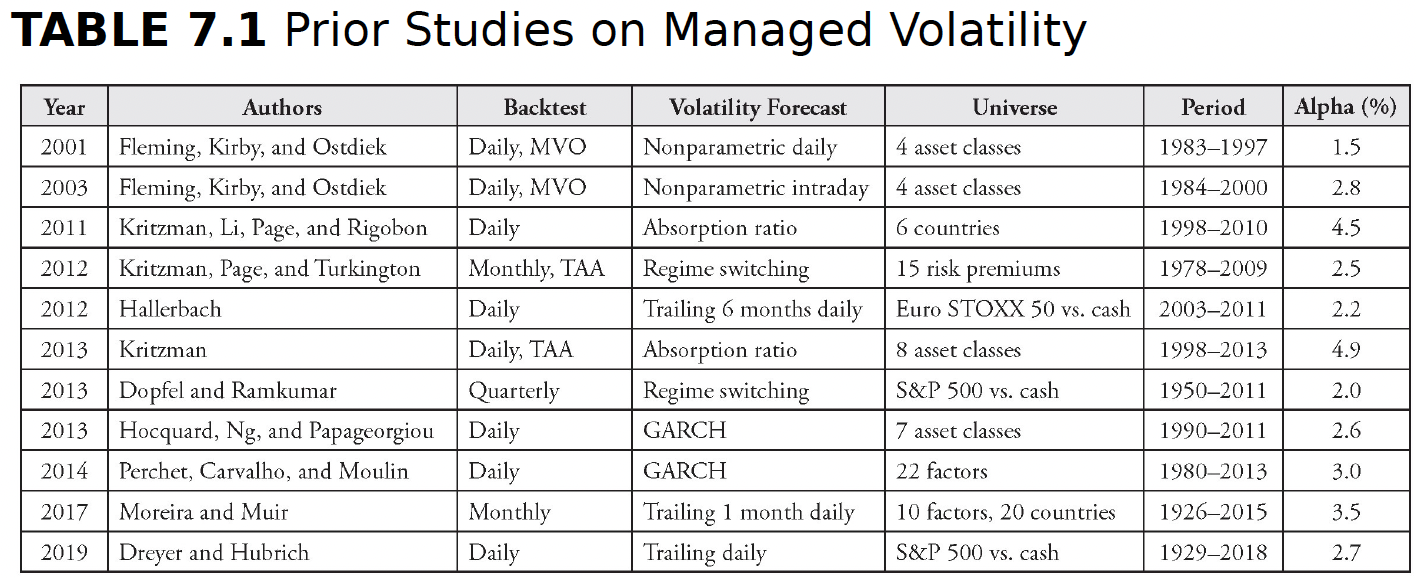 TABLE 7.1 Prior Studies on Managed Volatility
Year Authors Backtest Volatility Forecast Universe Period Alpha (%)
2001 Fleming, Kirby, and Ostdiek Daily, MVO Nonparametric daily 4 asset classes 1983–1997 1.5
2003 Fleming, Kirby, and Ostdiek Daily, MVO Nonparametric intraday 4 asset classes 1984–2000 2.8
2011 Kritzman, Li, Page, and Rigobon Daily Absorption ratio 6 countries 1998–2010 4.5
2012 Kritzman, Page, and Turkington Monthly, TAA Regime switching 15 risk premiums 1978–2009 2.5
2012 Hallerbach Daily Trailing 6 months daily Euro STOXX 50 vs. cash 2003–2011 2.2
2013 Kritzman Daily, TAA Absorption ratio 8 asset classes 1998–2013 4.9
2013 Dopfel and Ramkumar Quarterly Regime switching S&P 500 vs. cash 1950–2011 2.0
2013 Hocquard, Ng, and Papageorgiou Daily GARCH 7 asset classes 1990–2011 2.6
2014 Perchet, Carvalho, and Moulin Daily GARCH 22 factors 1980–2013 3.0
2017 Moreira and Muir Monthly Trailing 1 month daily 10 factors, 20 countries 1926–2015 3.5
2019 Dreyer and Hubrich Daily Trailing daily S&P 500 vs. cash 1929–2018 2.7